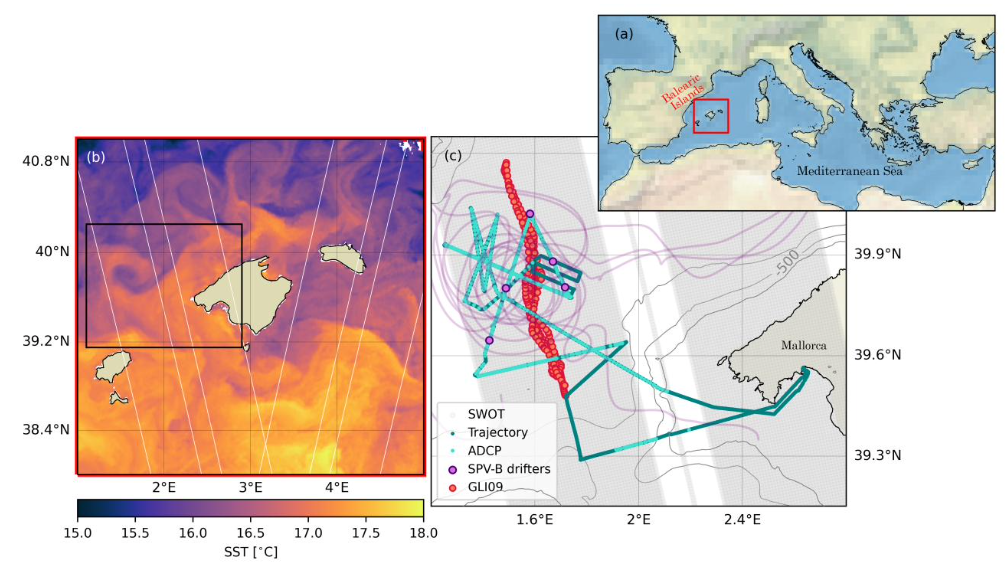 (a)
Balearic
Islands
Mediterranean Sea
(b)
40.8°N
40°N
39.2°N
38.4°N
2°E 3°E 4°E
15.0 15.5 16.0 16.5 17.0 17.5 18.0
SST [°C]
(c)
-500
Mallorca
39.9°N
39.6°N
39.3°N
SWOT
Trajectory
ADCP
SPV-B drifters
GLI09
1.6°E 2°E 2.4°E